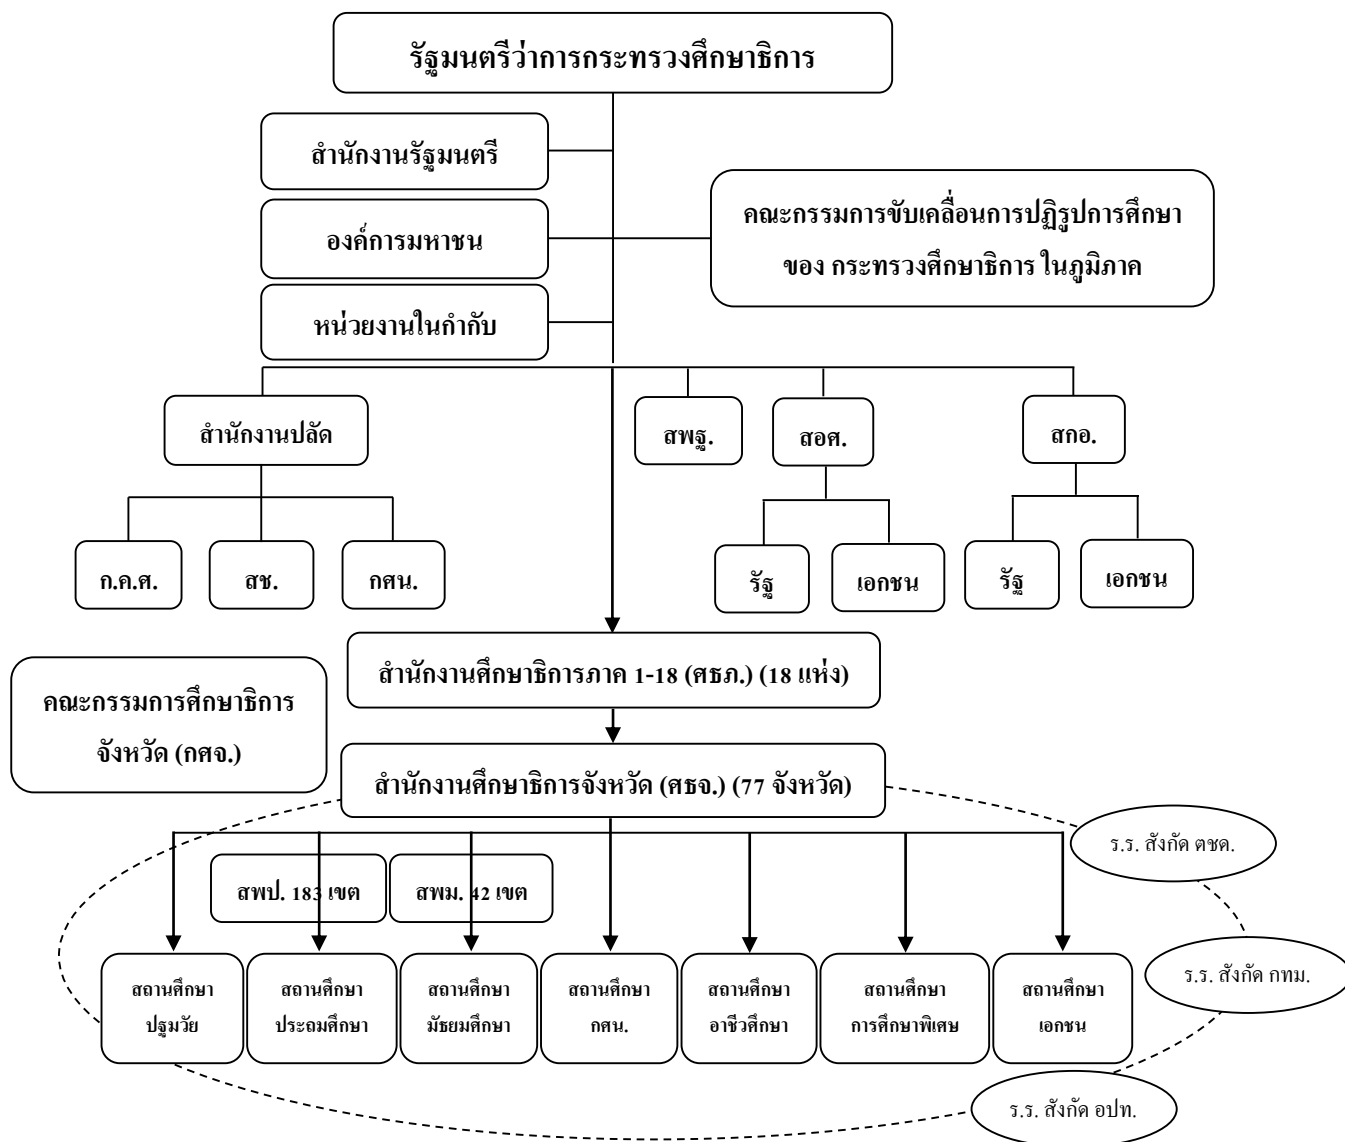 รัฐมนตรีว่าการกระทรวงศึกษาธิการ
สำนักงานรัฐมนตรี
องค์การมหาชน
คณะกรรมการขับเคลื่อนการปฏิรูปการศึกษา
ของ กระทรวงศึกษาธิการ ในภูมิภาค
หน่วยงานในกำกับ
สำนักงานปลัด
สพฐ.
สอศ.
สกอ.
ก.ค.ศ.
สช.
กศน.
รัฐ
เอกชน
รัฐ
เอกชน
สำนักงานศึกษาธิการภาค 1-18 (ศธภ.) (18 แห่ง)
คณะกรรมการศึกษาธิการ
จังหวัด (กศจ.)
สำนักงานศึกษาธิการจังหวัด (ศธจ.) (77 จังหวัด)
ร.ร. สังกัด ตชด.
สพป. 183 เขต
สพม. 42 เขต
ร.ร. สังกัด กทม.
สถานศึกษา
ปฐมวัย
สถานศึกษา
ประถมศึกษา
สถานศึกษา
มัธยมศึกษา
สถานศึกษา
กศน.
สถานศึกษา
อาชีวศึกษา
สถานศึกษา
การศึกษาพิเศษ
สถานศึกษา
เอกชน
ร.ร. สังกัด อปท.